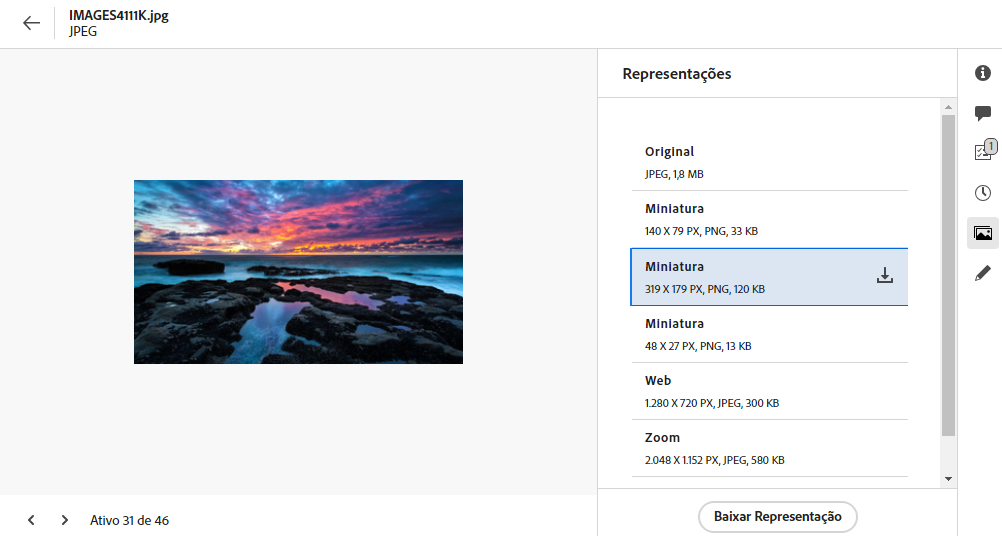 IMAGES4111K.jpg
JPEG
Representações
Original
JPEG, 1,8 MB
Miniatura
140 X 79 PX, PNG, 33 KB
Miniatura
319 X 179 PX, PNG, 120 KB
Miniatura
48 X 27 PX, PNG, 13 KB
Web
1.280 X 720 PX, JPEG, 300 KB
Zoom
2.048 X 1.152 PX, JPEG, 580 KB
1
Ativo 31 de 46
Baixar Representação